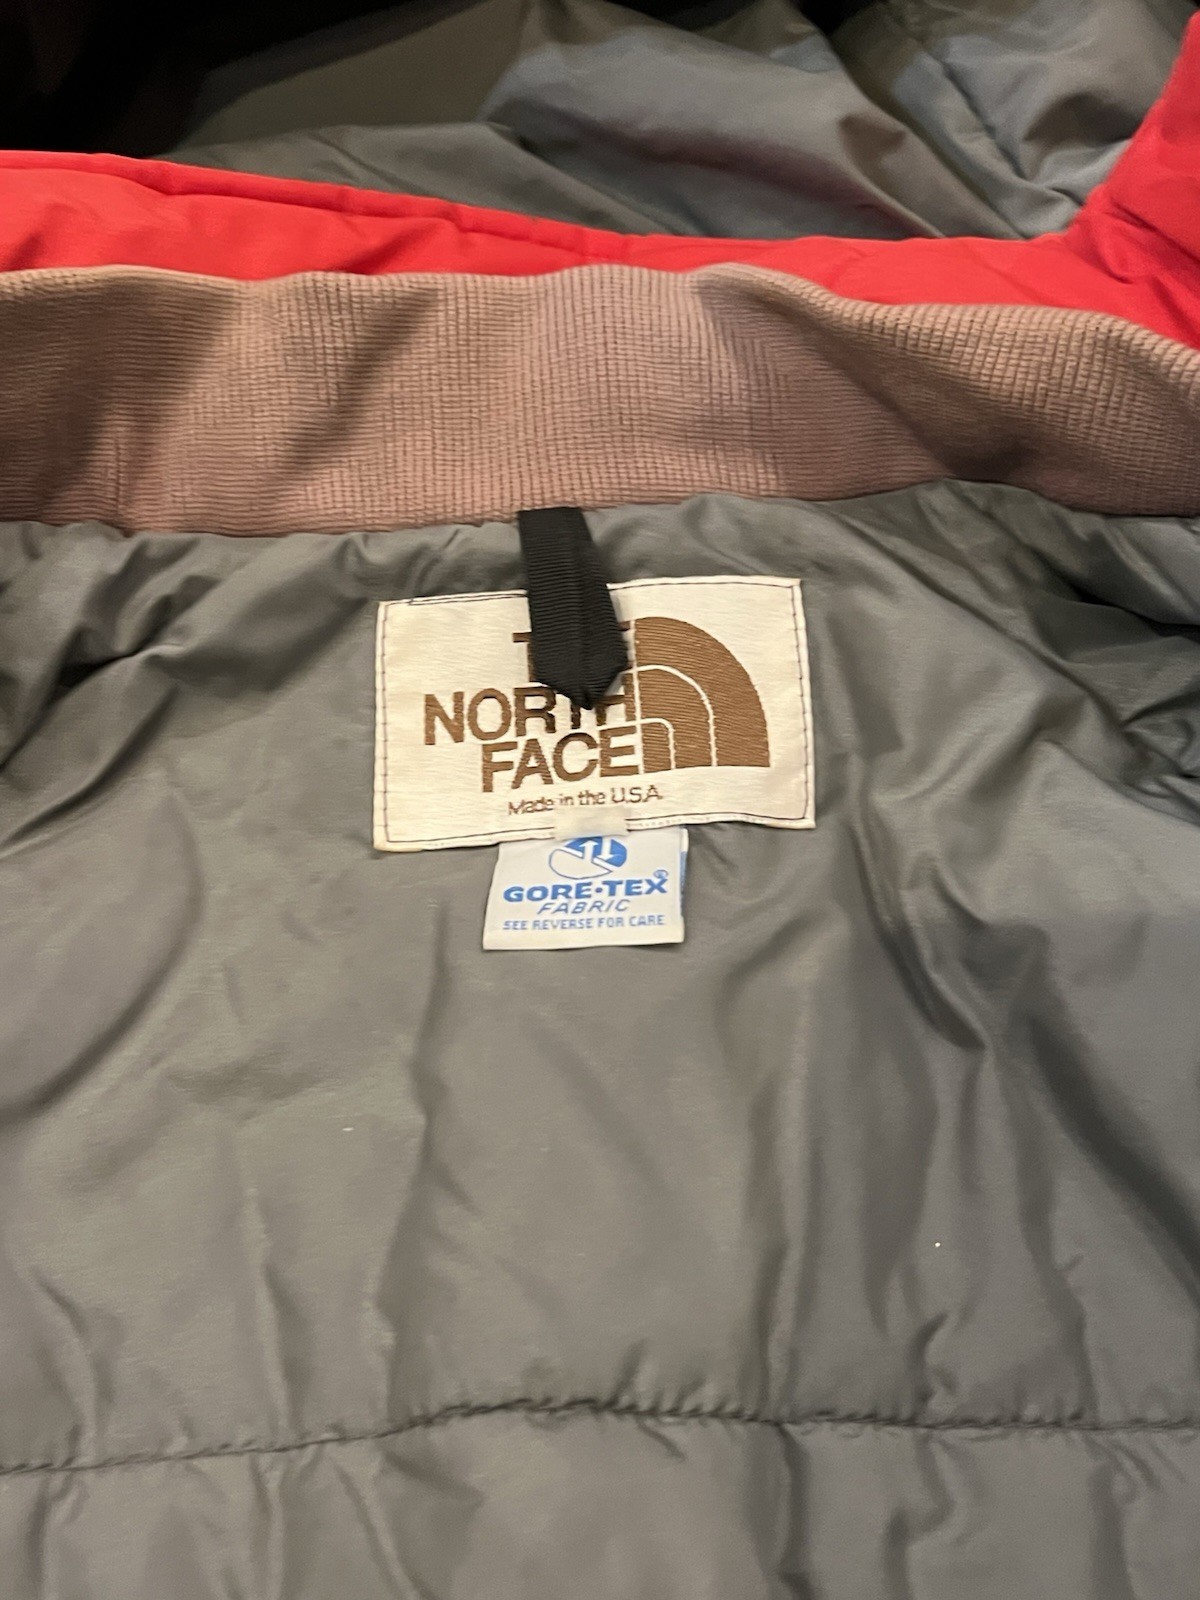 NORTH
FACE
Made in the U.S.A.
GORE-TEX®
FABRIC
SEE REVERSE FOR CARE